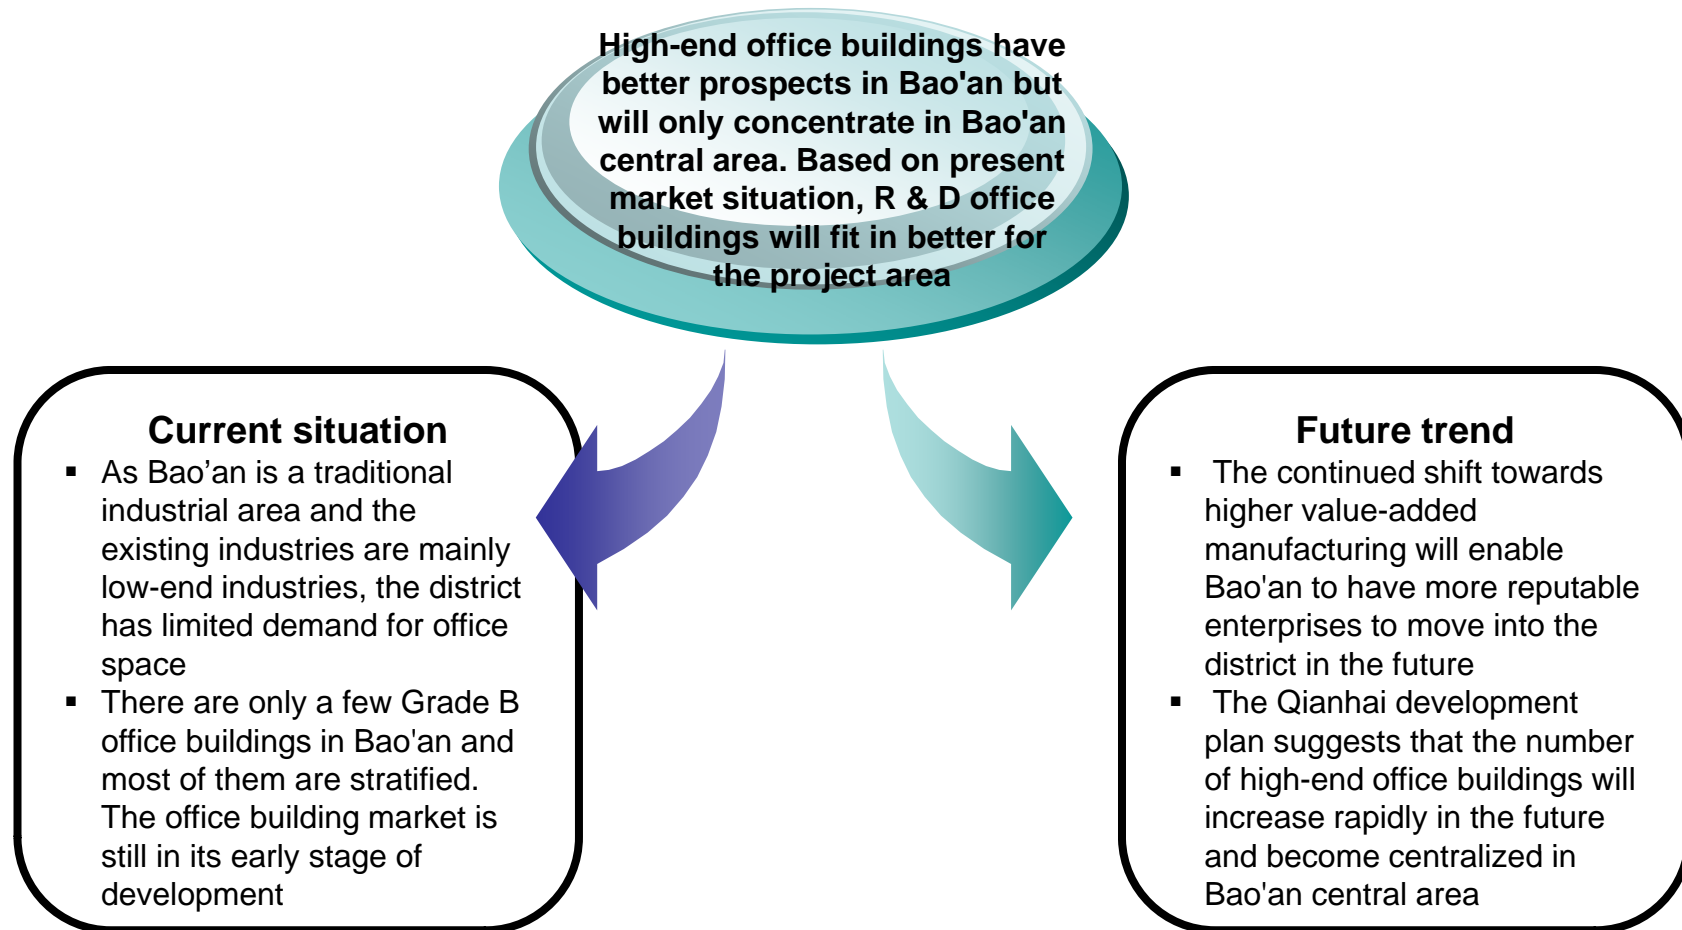 High-end office buildings have
better prospects in Bao'an but
will only concentrate in Bao'an
central area. Based on present
market situation, R & D office
buildings will fit in better for
the project area
Current situation
▪ As Bao’an is a traditional
industrial area and the
existing industries are mainly
low-end industries, the district
has limited demand for office
space
▪ There are only a few Grade B
office buildings in Bao'an and
most of them are stratified.
The office building market is
still in its early stage of
development
Future trend
▪ The continued shift towards
higher value-added
manufacturing will enable
Bao'an to have more reputable
enterprises to move into the
district in the future
▪ The Qianhai development
plan suggests that the number
of high-end office buildings will
increase rapidly in the future
and become centralized in
Bao'an central area